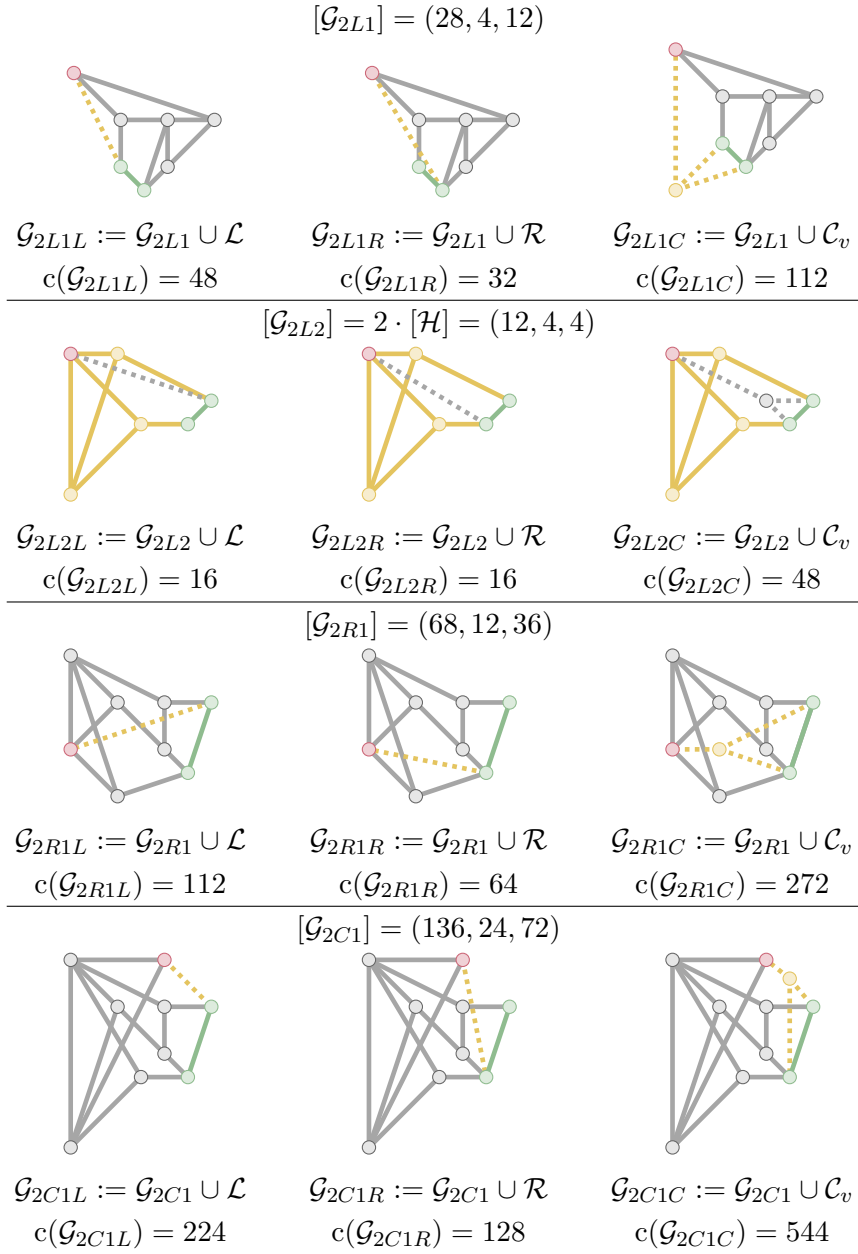 [𝒢_{2L1}] = (28, 4, 12)
𝒢_{2L1L} := 𝒢_{2L1} ∪ ℒ 𝒢_{2L1R} := 𝒢_{2L1} ∪ ℛ 𝒢_{2L1C} := 𝒢_{2L1} ∪ 𝒞_v
c(𝒢_{2L1L}) = 48 c(𝒢_{2L1R}) = 32 c(𝒢_{2L1C}) = 112
[𝒢_{2L2}] = 2 · [ℋ] = (12, 4, 4)
𝒢_{2L2L} := 𝒢_{2L2} ∪ ℒ 𝒢_{2L2R} := 𝒢_{2L2} ∪ ℛ 𝒢_{2L2C} := 𝒢_{2L2} ∪ 𝒞_v
c(𝒢_{2L2L}) = 16 c(𝒢_{2L2R}) = 16 c(𝒢_{2L2C}) = 48
[𝒢_{2R1}] = (68, 12, 36)
𝒢_{2R1L} := 𝒢_{2R1} ∪ ℒ 𝒢_{2R1R} := 𝒢_{2R1} ∪ ℛ 𝒢_{2R1C} := 𝒢_{2R1} ∪ 𝒞_v
c(𝒢_{2R1L}) = 112 c(𝒢_{2R1R}) = 64 c(𝒢_{2R1C}) = 272
[𝒢_{2C1}] = (136, 24, 72)
𝒢_{2C1L} := 𝒢_{2C1} ∪ ℒ 𝒢_{2C1R} := 𝒢_{2C1} ∪ ℛ 𝒢_{2C1C} := 𝒢_{2C1} ∪ 𝒞_v
c(𝒢_{2C1L}) = 224 c(𝒢_{2C1R}) = 128 c(𝒢_{2C1C}) = 544